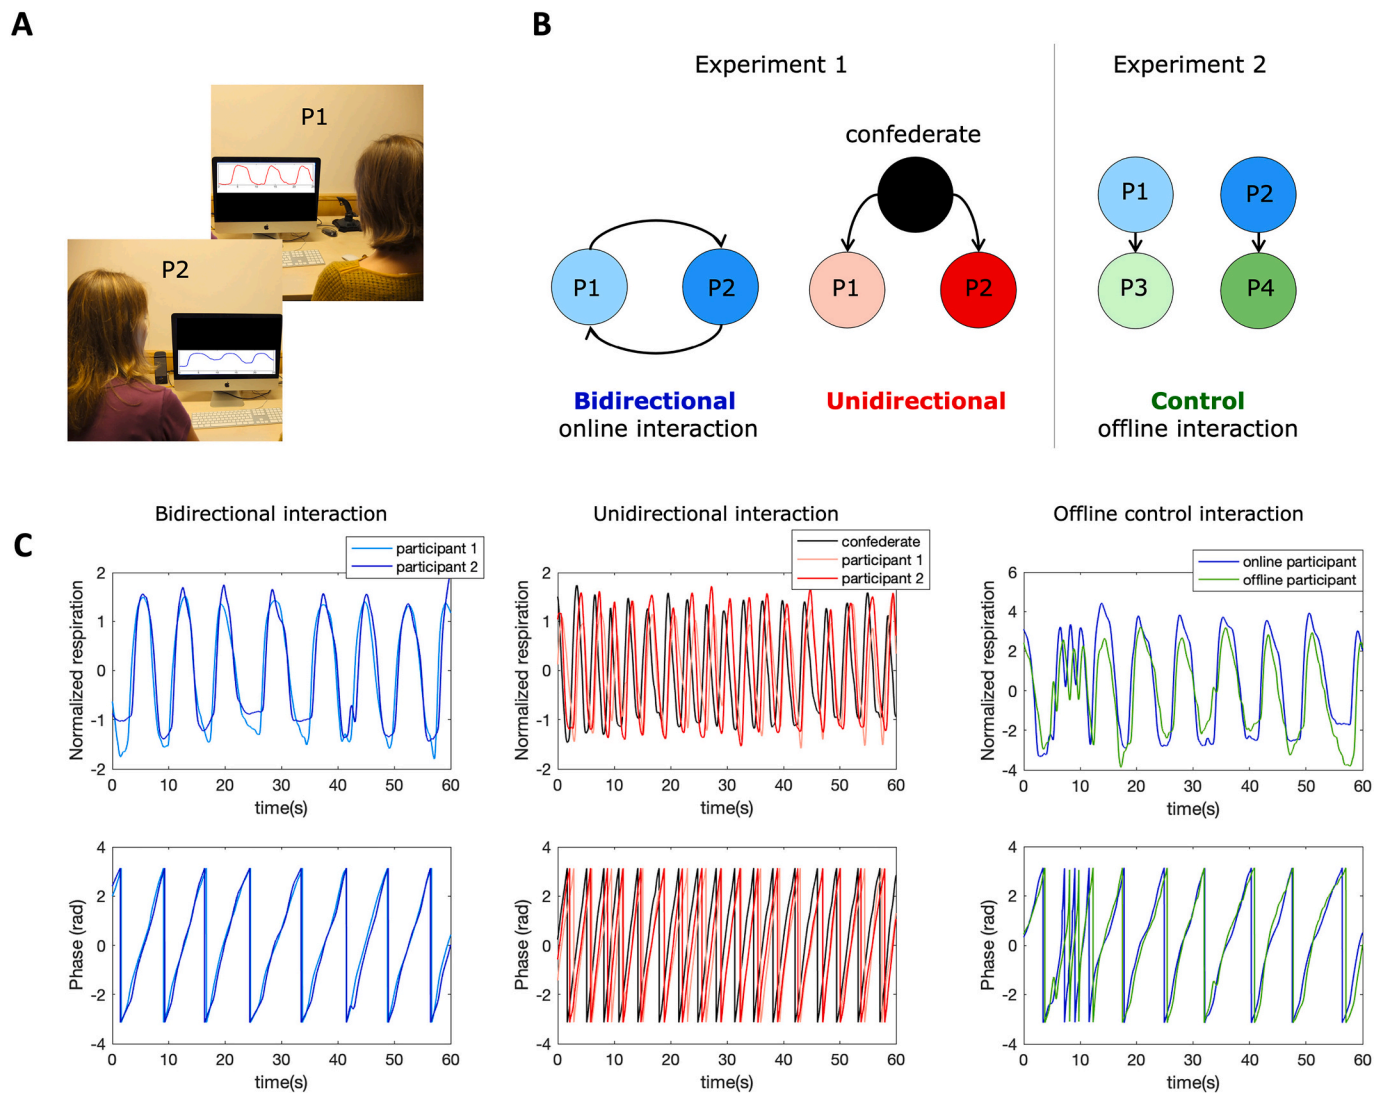 A
B
P1
P2
Experiment 1
Experiment 2
confederate
P1
P2
P1
P2
P1
P2
P3
P4
Bidirectional
online interaction
Unidirectional
Control
offline interaction
C
Bidirectional interaction
participant 1
participant 2
Normalized respiration
2
1
0
-1
-2
0 10 20 30 40 50 60
time(s)
Unidirectional interaction
confederate
participant 1
participant 2
Normalized respiration
2
1
0
-1
-2
0 10 20 30 40 50 60
time(s)
Offline control interaction
online participant
offline participant
Normalized respiration
6
4
2
0
-2
-4
0 10 20 30 40 50 60
time(s)
Phase (rad)
4
2
0
-2
-4
0 10 20 30 40 50 60
time(s)
Phase (rad)
4
2
0
-2
-4
0 10 20 30 40 50 60
time(s)
Phase (rad)
4
2
0
-2
-4
0 10 20 30 40 50 60
time(s)